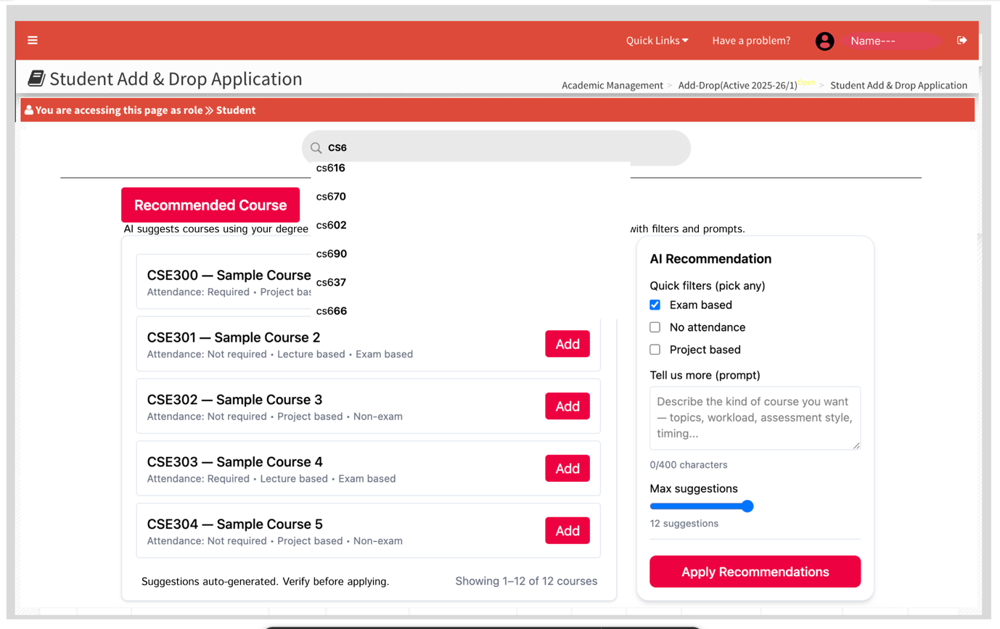 Quick Links Have a problem? Name---
Student Add & Drop Application
Academic Management > Add-Drop(Active 2025-26/1) Open > Student Add & Drop Application
You are accessing this page as role » Student
CS6
cs616
cs670
cs602
cs690
cs637
cs666
Recommended Course
AI suggests courses using your degree
with filters and prompts.
CSE300 — Sample Course
Attendance: Required • Project bas
CSE301 — Sample Course 2
Attendance: Not required • Lecture based • Exam based
Add
CSE302 — Sample Course 3
Attendance: Not required • Project based • Non-exam
Add
CSE303 — Sample Course 4
Attendance: Required • Lecture based • Exam based
Add
CSE304 — Sample Course 5
Attendance: Not required • Project based • Non-exam
Add
Suggestions auto-generated. Verify before applying.
Showing 1–12 of 12 courses
AI Recommendation
Quick filters (pick any)
Exam based
No attendance
Project based
Tell us more (prompt)
Describe the kind of course you want
— topics, workload, assessment style,
timing...
0/400 characters
Max suggestions
12 suggestions
Apply Recommendations